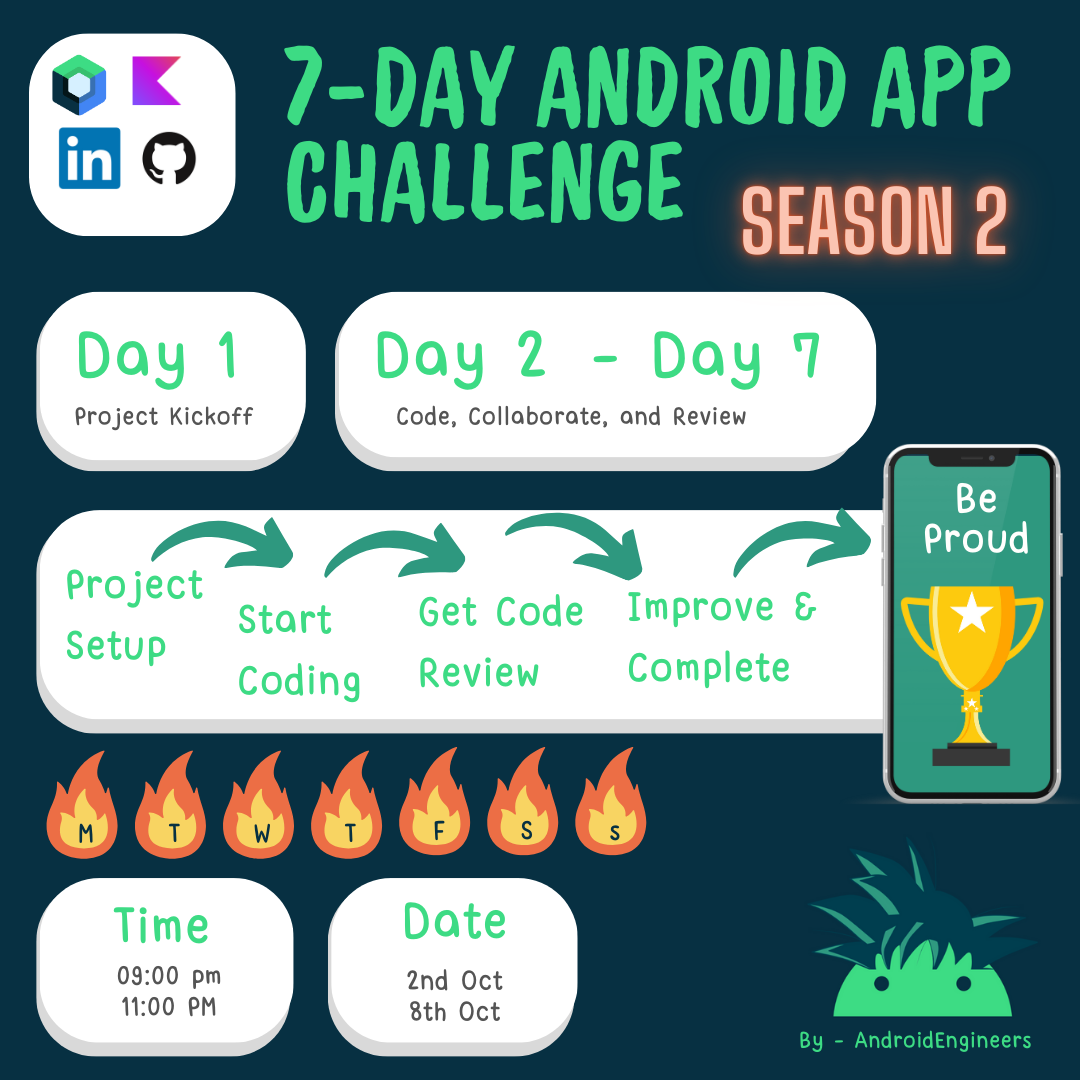 in
7-DAY ANDROID APP
CHALLENGE
SEASON 2
Day 1
Project Kickoff
Day 2 - Day 7
Code, Collaborate, and Review
Project
Setup
Start
Coding
Get Code
Review
Improve &
Complete
Be
Proud
M T W T F S s
Time
09:00 pm
11:00 PM
Date
2nd Oct
8th Oct
By - AndroidEngineers